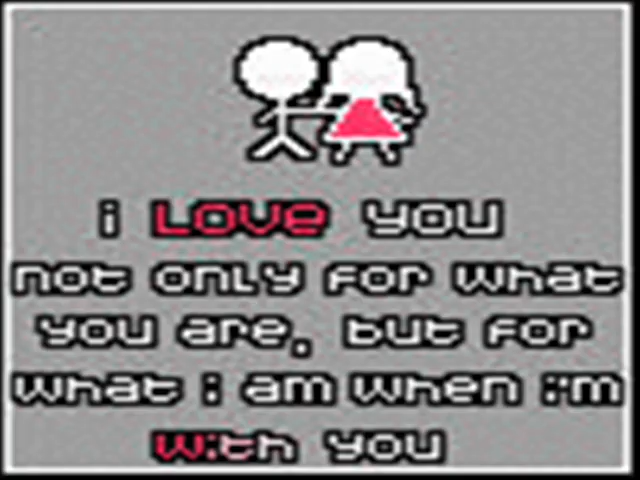 i Love you
not only for what
you are, but for
what i am when i'm
with you